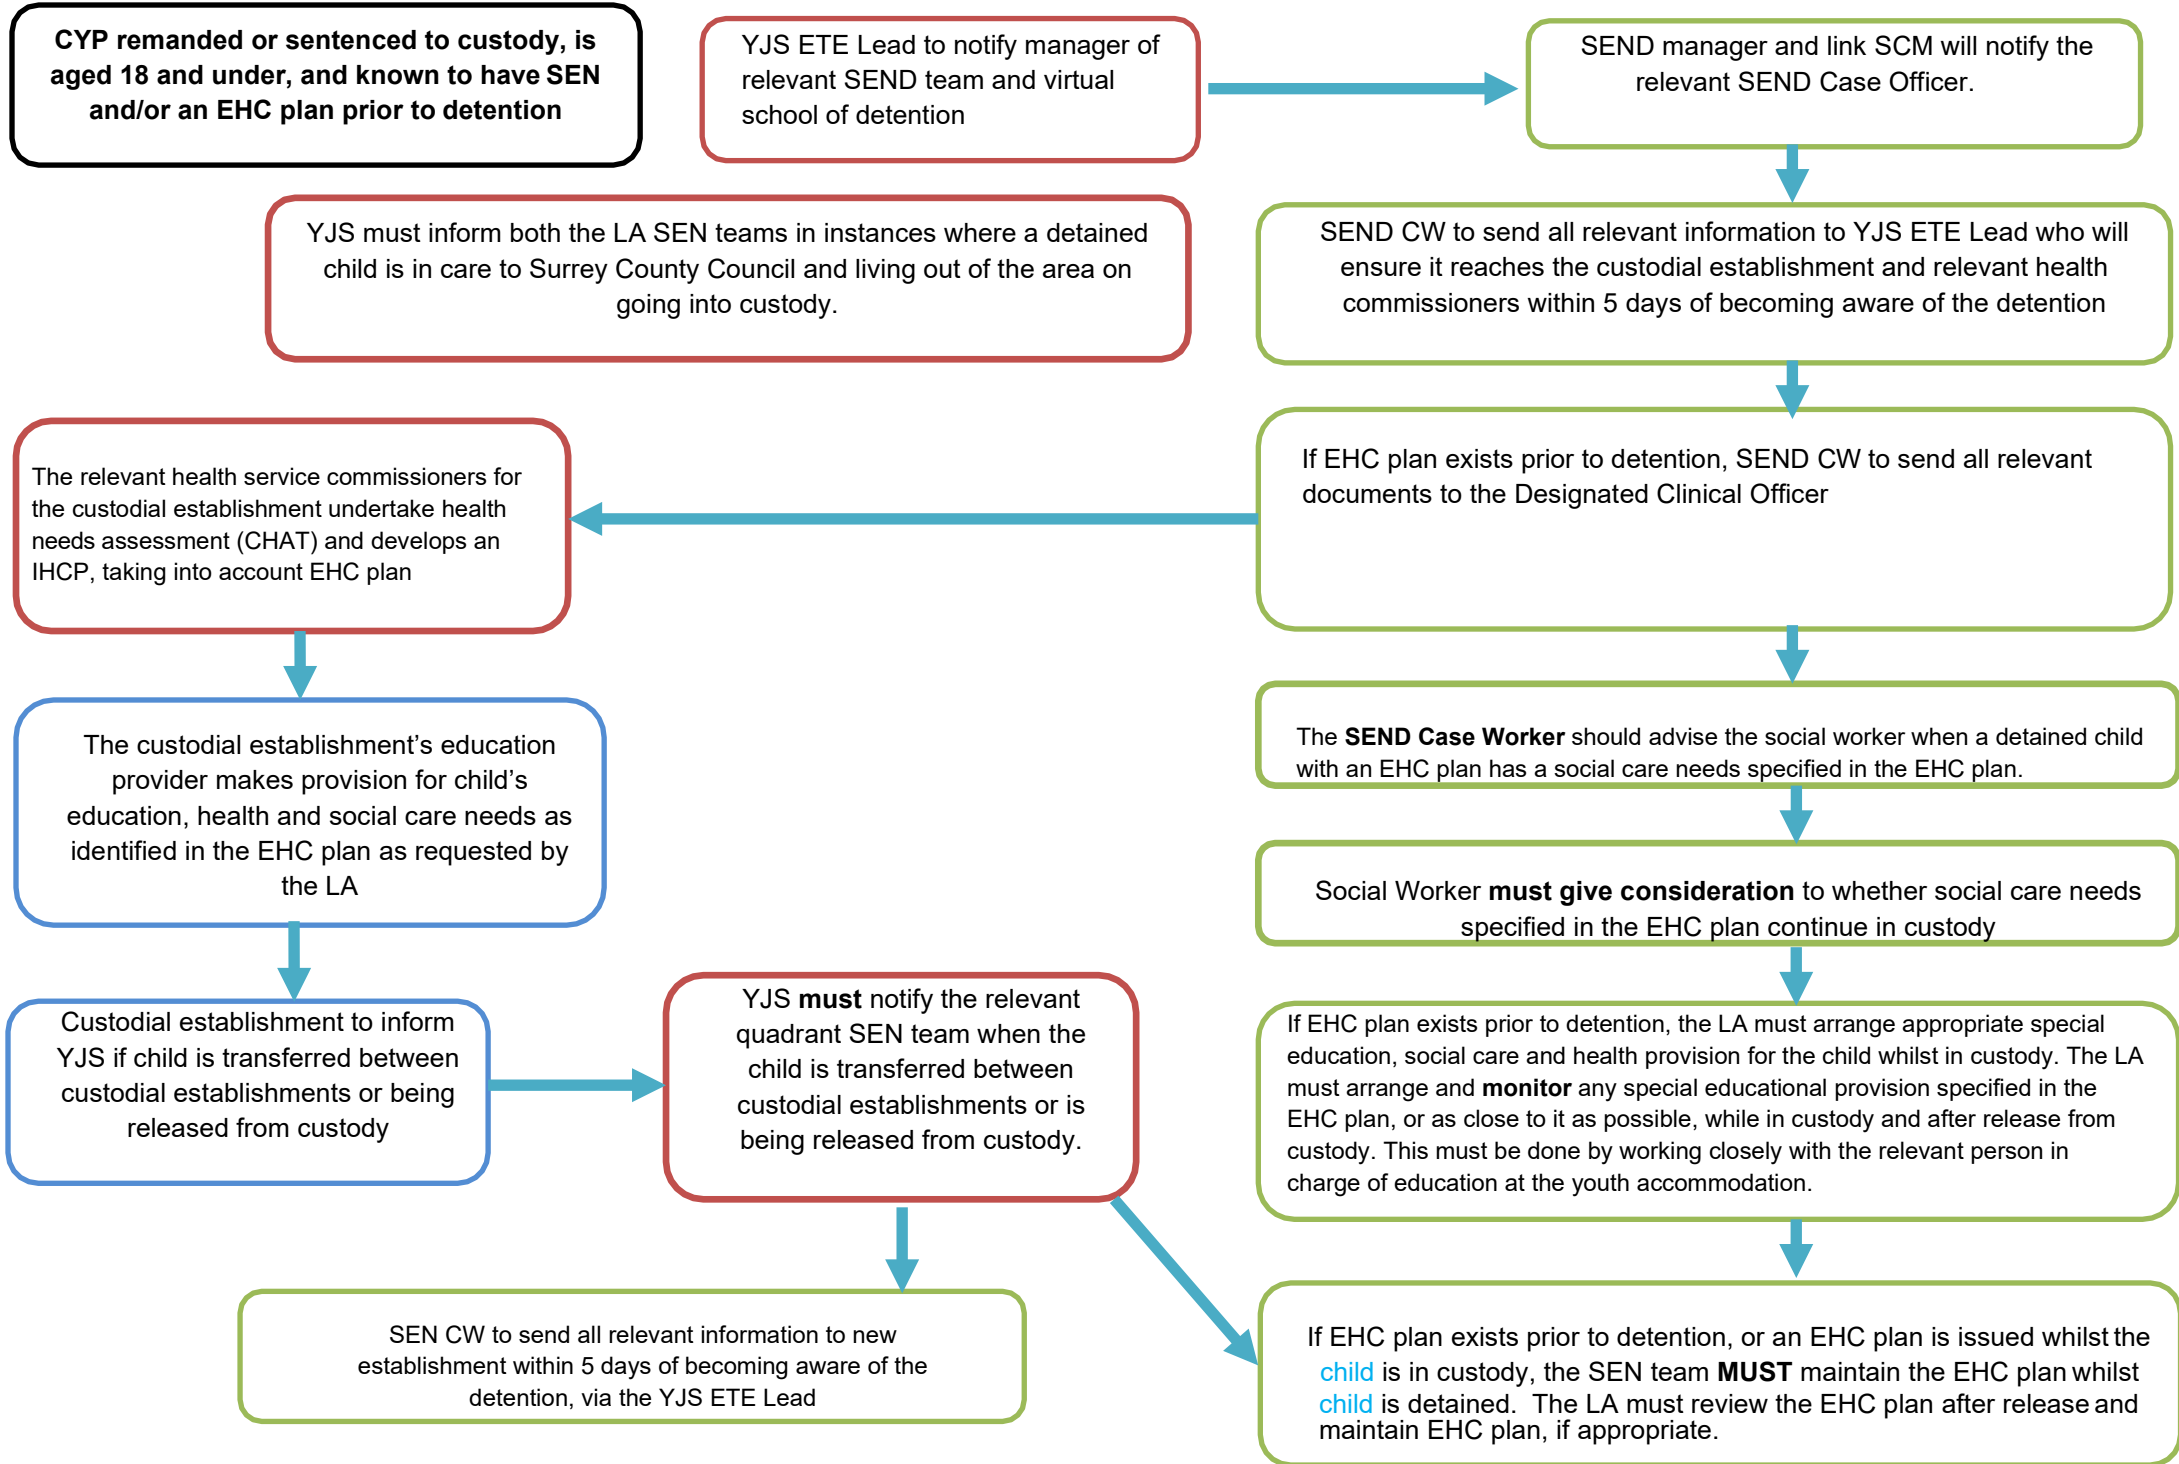 CYP remanded or sentenced to custody, is
aged 18 and under, and known to have SEN
and/or an EHC plan prior to detention
YJS ETE Lead to notify manager of
relevant SEND team and virtual
school of detention
SEND manager and link SCM will notify the
relevant SEND Case Officer.
YJS must inform both the LA SEN teams in instances where a detained
child is in care to Surrey County Council and living out of the area on
going into custody.
SEND CW to send all relevant information to YJS ETE Lead who will
ensure it reaches the custodial establishment and relevant health
commissioners within 5 days of becoming aware of the detention
If EHC plan exists prior to detention, SEND CW to send all relevant
documents to the Designated Clinical Officer
The relevant health service commissioners for
the custodial establishment undertake health
needs assessment (CHAT) and develops an
IHCP, taking into account EHC plan
The custodial establishment's education
provider makes provision for child's
education, health and social care needs as
identified in the EHC plan as requested by
the LA
The SEND Case Worker should advise the social worker when a detained child
with an EHC plan has a social care needs specified in the EHC plan.
Social Worker must give consideration to whether social care needs
specified in the EHC plan continue in custody
Custodial establishment to inform
YJS if child is transferred between
custodial establishments or being
released from custody
YJS must notify the relevant
quadrant SEN team when the
child is transferred between
custodial establishments or is
being released from custody.
If EHC plan exists prior to detention, the LA must arrange appropriate special
education, social care and health provision for the child whilst in custody. The LA
must arrange and monitor any special educational provision specified in the
EHC plan, or as close to it as possible, while in custody and after release from
custody. This must be done by working closely with the relevant person in
charge of education at the youth accommodation.
SEN CW to send all relevant information to new
establishment within 5 days of becoming aware of the
detention, via the YJS ETE Lead
If EHC plan exists prior to detention, or an EHC plan is issued whilst the
child is in custody, the SEN team MUST maintain the EHC plan whilst
child is detained. The LA must review the EHC plan after release and
maintain EHC plan, if appropriate.